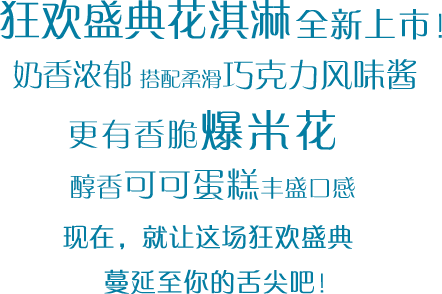 狂欢盛典花淇淋全新上市!
奶香浓郁 搭配柔滑巧克力风味酱
更有香脆爆米花
醇香可可蛋糕丰盛口感
现在，就让这场狂欢盛典
蔓延至你的舌尖吧!